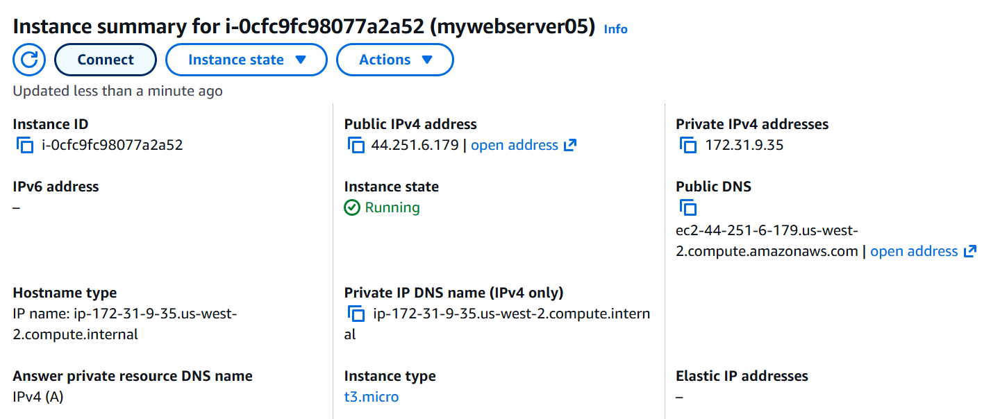 Instance summary for i-0cfc9fc98077a2a52 (mywebserver05) Info
Connect
Instance state
Actions
Updated less than a minute ago
Instance ID
i-0cfc9fc98077a2a52
Public IPv4 address
44.251.6.179 | open address
Private IPv4 addresses
172.31.9.35
IPv6 address
–
Instance state
Running
Public DNS
ec2-44-251-6-179.us-west-
2.compute.amazonaws.com | open address
Hostname type
IP name: ip-172-31-9-35.us-west-
2.compute.internal
Private IP DNS name (IPv4 only)
ip-172-31-9-35.us-west-2.compute.intern
al
Answer private resource DNS name
IPv4 (A)
Instance type
t3.micro
Elastic IP addresses
–